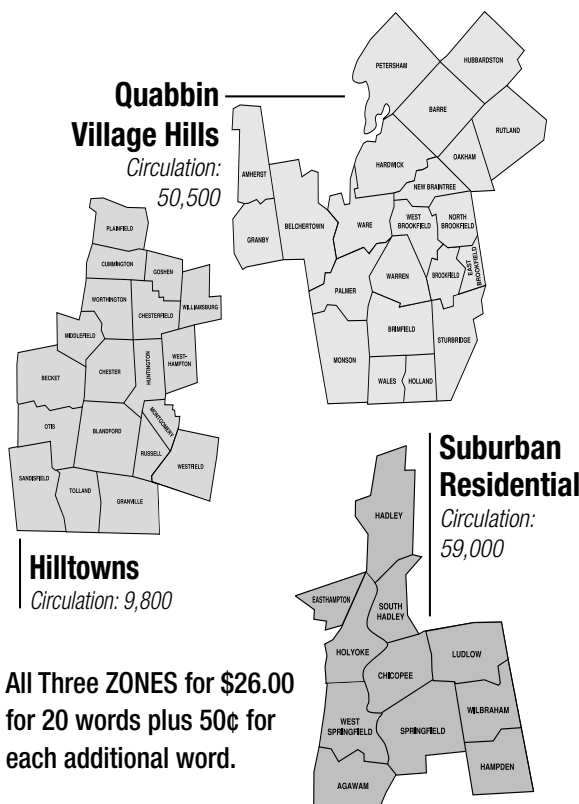 Quabbin
Village Hills
Circulation:
50,500
PETERSHAM
HUBBARDSTON
BARRE
RUTLAND
HARDWICK
OAKHAM
NEW BRAINTREE
AMHERST
BELCHERTOWN
GRANBY
WARE
WEST
BROOKFIELD
NORTH
BROOKFIELD
EAST
BROOKFIELD
BROOKFIELD
WARREN
PALMER
BRIMFIELD
STURBRIDGE
MONSON
WALES
HOLLAND
PLAINFIELD
CUMMINGTON
GOSHEN
WORTHINGTON
CHESTERFIELD
WILLIAMSBURG
MIDDLEFIELD
WEST-
HAMPTON
HUNTINGTON
CHESTER
BECKET
OTIS
BLANDFORD
MONTGOMERY
RUSSELL
WESTFIELD
SANDISFIELD
TOLLAND
GRANVILLE
Hilltowns
Circulation: 9,800
Suburban
Residential
Circulation:
59,000
HADLEY
EASTHAMPTON
SOUTH
HADLEY
HOLYOKE
CHICOPEE
LUDLOW
WEST
SPRINGFIELD
SPRINGFIELD
WILBRAHAM
HAMPDEN
AGAWAM
All Three ZONES for $26.00
for 20 words plus 50¢ for
each additional word.